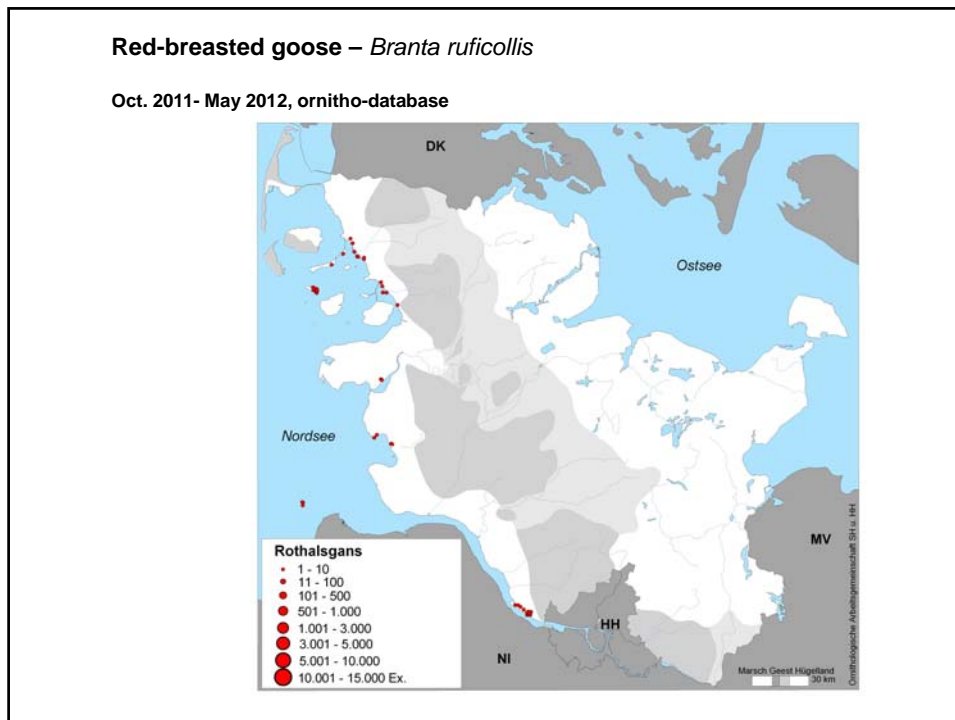 Red-breasted goose – Branta ruficollis
Oct. 2011- May 2012, ornitho-database
DK
Ostsee
Nordsee
MV
HH
NI
Rothalsgans
1 - 10
11 - 100
101 - 500
501 - 1.000
1.001 - 3.000
3.001 - 5.000
5.001 - 10.000
10.001 - 15.000 Ex.
Marsch Geest Hügelland
30 km
Ornithologische Arbeitsgemeinschaft SH u. HH